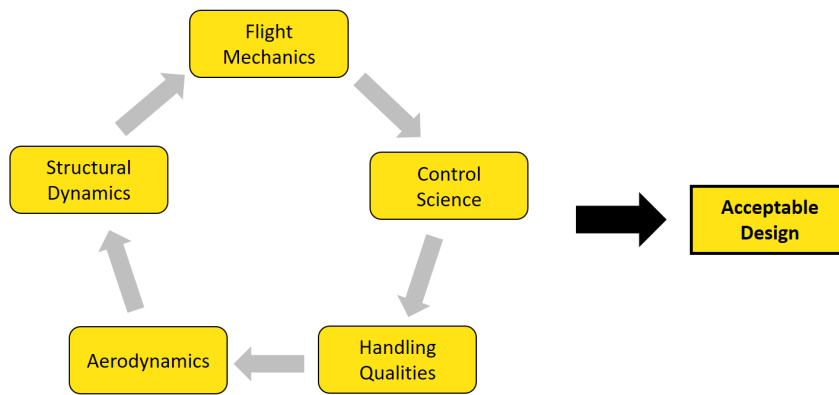 Flight
Mechanics
Structural
Dynamics
Control
Science
Acceptable
Design
Aerodynamics
Handling
Qualities